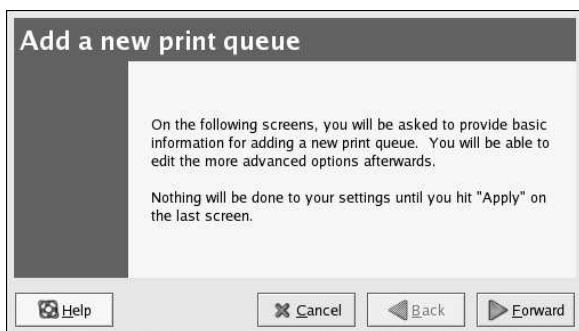 Add a new print queue
On the following screens, you will be asked to provide basic
information for adding a new print queue. You will be able to
edit the more advanced options afterwards.
Nothing will be done to your settings until you hit "Apply" on
the last screen.
Help
Cancel
Back
Forward